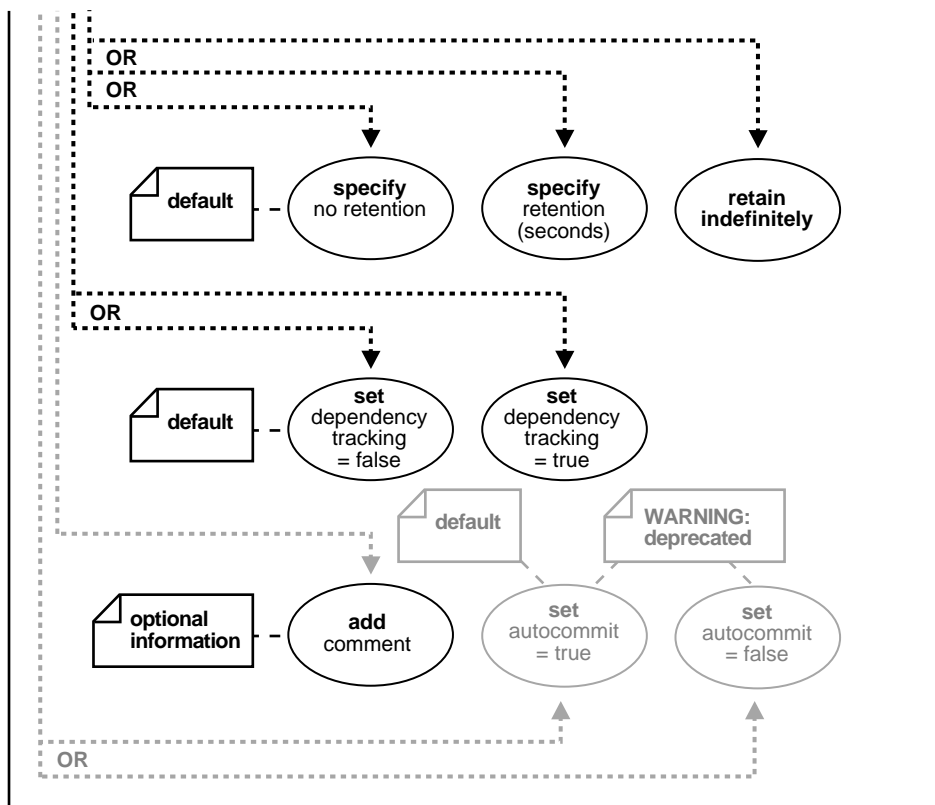 OR
OR
default
specify
no retention
specify
retention
(seconds)
retain
indefinitely
OR
default
set
dependency
tracking
= false
set
dependency
tracking
= true
default
WARNING:
deprecated
optional
information
add
comment
set
autocommit
= true
set
autocommit
= false
OR